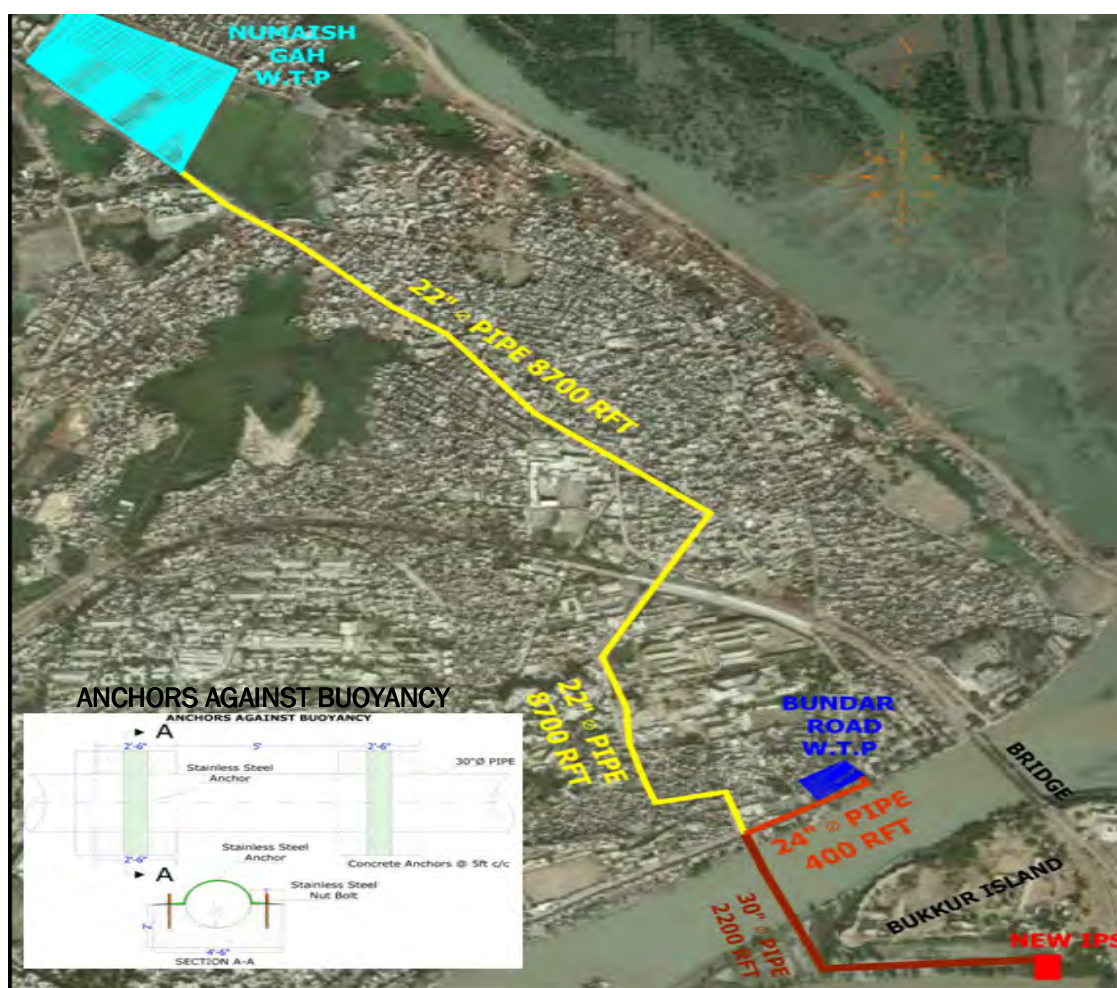 NUMAISH
GAH
W.T.P
22" ⌀ PIPE 8700 RFT
22" ⌀ PIPE
8700 RFT
BUNDAR
ROAD
W.T.P
24" ⌀ PIPE
400 RFT
BRIDGE
BUKKUR ISLAND
30" ⌀ PIPE
2200 RFT
NEW IPS
ANCHORS AGAINST BUOYANCY
ANCHORS AGAINST BUOYANCY
A
2'-6"
5'
2'-6"
30"Ø PIPE
Stainless Steel
Anchor
2'-6"
A
Stainless Steel
Anchor
Concrete Anchors @ 5ft c/c
Stainless Steel
Nut Bolt
2'
4'-6"
SECTION A-A